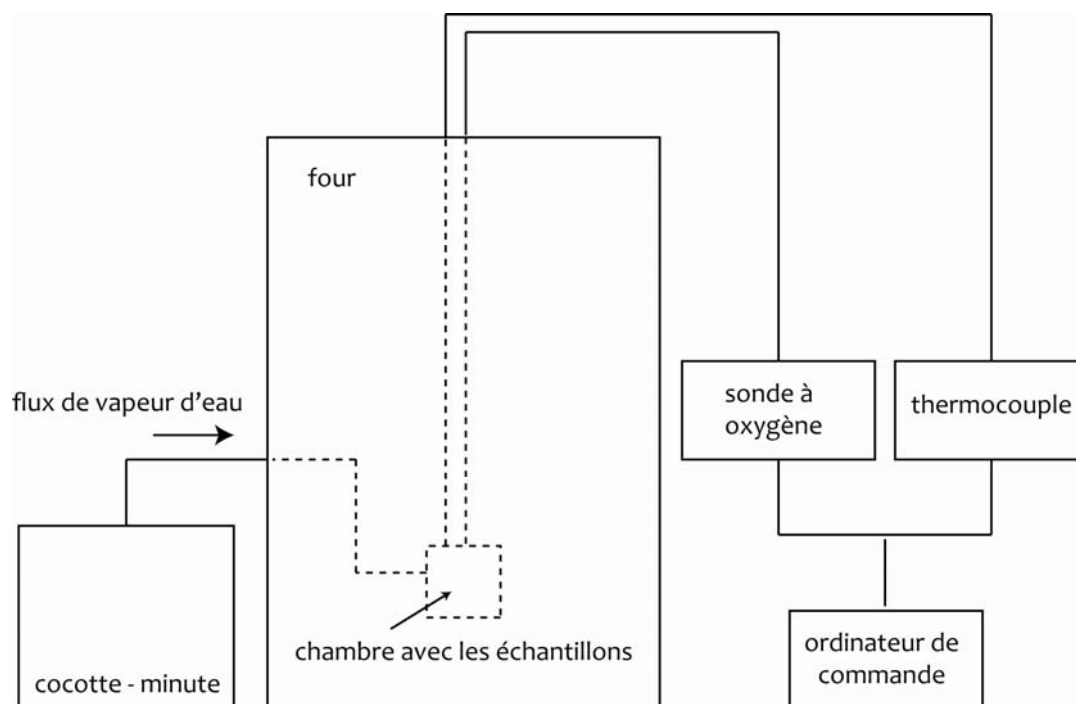 four
flux de vapeur d'eau
sonde à
oxygène
thermocouple
chambre avec les échantillons
cocotte - minute
ordinateur de
commande